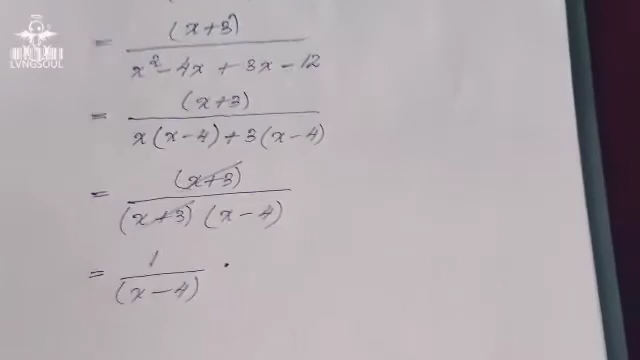 LVNGSOUL
= (x+3) / x² - 4x + 3x - 12
= (x+3) / x(x-4) + 3(x-4)
= (x+3) / (x+3) (x-4)
= 1 / (x-4) .